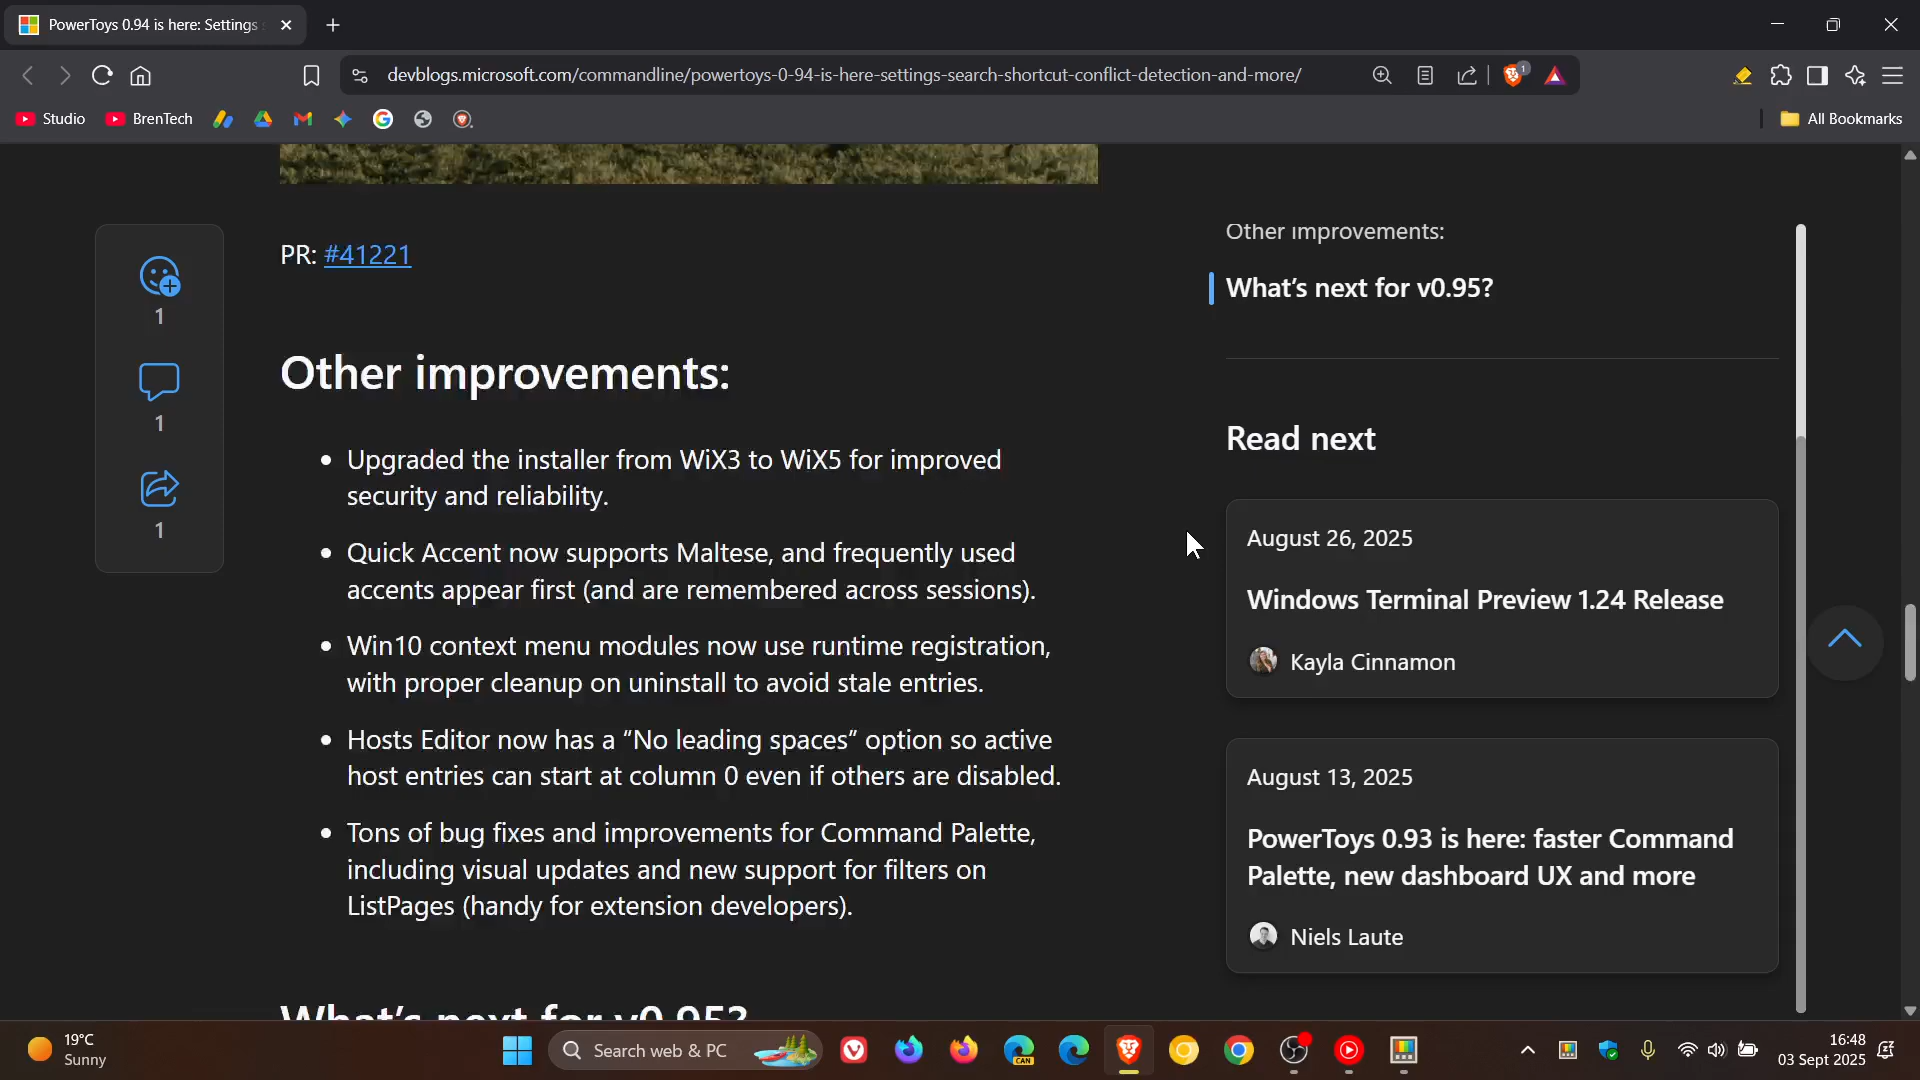 PowerToys 0.94 is here: Settings
devblogs.microsoft.com/commandline/powertoys-0-94-is-here-settings-search-shortcut-conflict-detection-and-more/
1
Studio
BrenTech
All Bookmarks
PR: #41221
1
1
1
Other improvements:
• Upgraded the installer from WiX3 to WiX5 for improved
security and reliability.
• Quick Accent now supports Maltese, and frequently used
accents appear first (and are remembered across sessions).
• Win10 context menu modules now use runtime registration,
with proper cleanup on uninstall to avoid stale entries.
• Hosts Editor now has a “No leading spaces” option so active
host entries can start at column 0 even if others are disabled.
• Tons of bug fixes and improvements for Command Palette,
including visual updates and new support for filters on
ListPages (handy for extension developers).
What’s next for v0.95?
Other improvements:
What’s next for v0.95?
Read next
August 26, 2025
Windows Terminal Preview 1.24 Release
Kayla Cinnamon
August 13, 2025
PowerToys 0.93 is here: faster Command
Palette, new dashboard UX and more
Niels Laute
19°C
Sunny
Search web & PC
CAN
16:48
03 Sept 2025